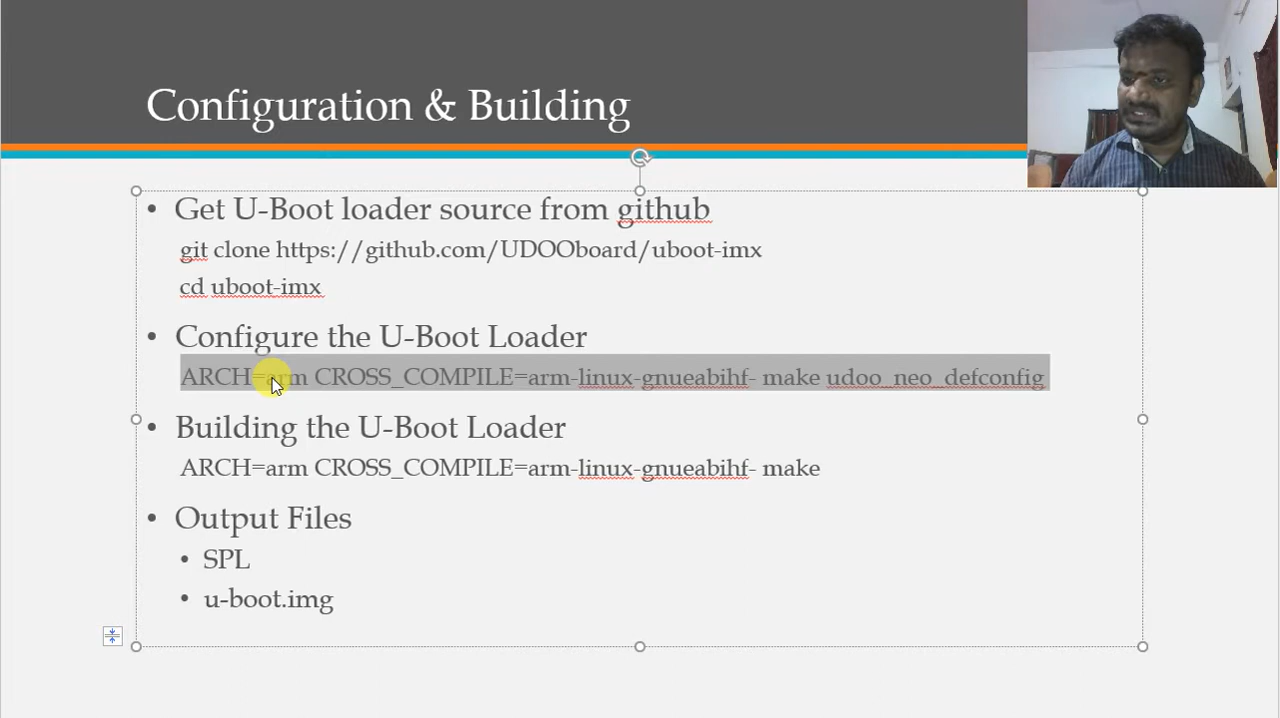 Configuration & Building
• Get U-Boot loader source from github
git clone https://github.com/UDOOboard/uboot-imx
cd uboot-imx
• Configure the U-Boot Loader
ARCH=arm CROSS_COMPILE=arm-linux-gnueabihf- make udoo_neo_defconfig
• Building the U-Boot Loader
ARCH=arm CROSS_COMPILE=arm-linux-gnueabihf- make
• Output Files
• SPL
• u-boot.img